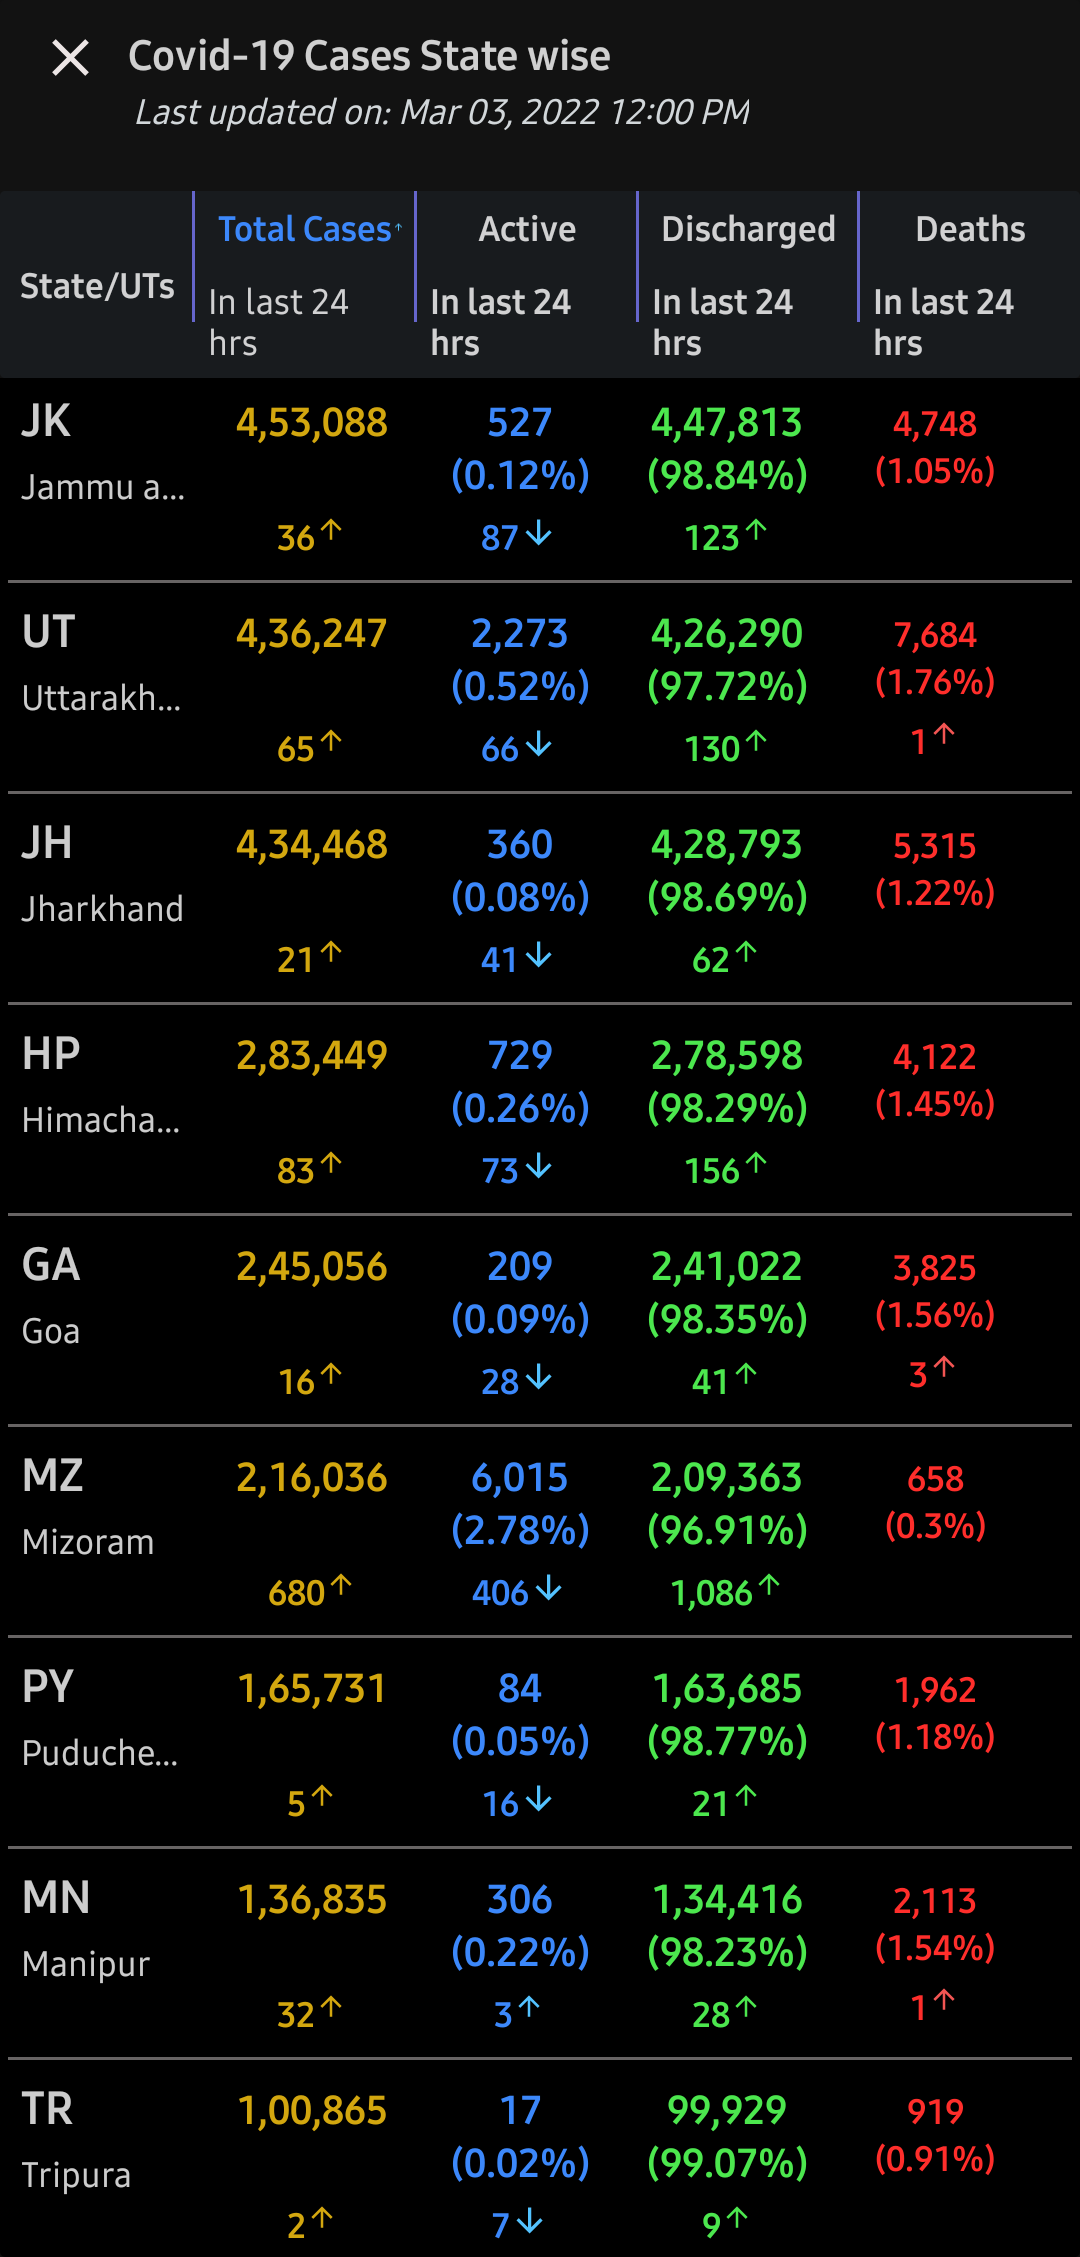 Covid-19 Cases State wise
Last updated on: Mar 03, 2022 12:00 PM
State/UTs
Total Cases↑ Active Discharged Deaths
In last 24 hrs In last 24 hrs In last 24 hrs In last 24 hrs
JK 4,53,088 527 4,47,813 4,748
Jammu a... (0.12%) (98.84%) (1.05%)
36↑ 87↓ 123↑
UT 4,36,247 2,273 4,26,290 7,684
Uttarakh... (0.52%) (97.72%) (1.76%)
65↑ 66↓ 130↑ 1↑
JH 4,34,468 360 4,28,793 5,315
Jharkhand (0.08%) (98.69%) (1.22%)
21↑ 41↓ 62↑
HP 2,83,449 729 2,78,598 4,122
Himacha... (0.26%) (98.29%) (1.45%)
83↑ 73↓ 156↑
GA 2,45,056 209 2,41,022 3,825
Goa (0.09%) (98.35%) (1.56%)
16↑ 28↓ 41↑ 3↑
MZ 2,16,036 6,015 2,09,363 658
Mizoram (2.78%) (96.91%) (0.3%)
680↑ 406↓ 1,086↑
PY 1,65,731 84 1,63,685 1,962
Puduche... (0.05%) (98.77%) (1.18%)
5↑ 16↓ 21↑
MN 1,36,835 306 1,34,416 2,113
Manipur (0.22%) (98.23%) (1.54%)
32↑ 3↑ 28↑ 1↑
TR 1,00,865 17 99,929 919
Tripura (0.02%) (99.07%) (0.91%)
2↑ 7↓ 9↑